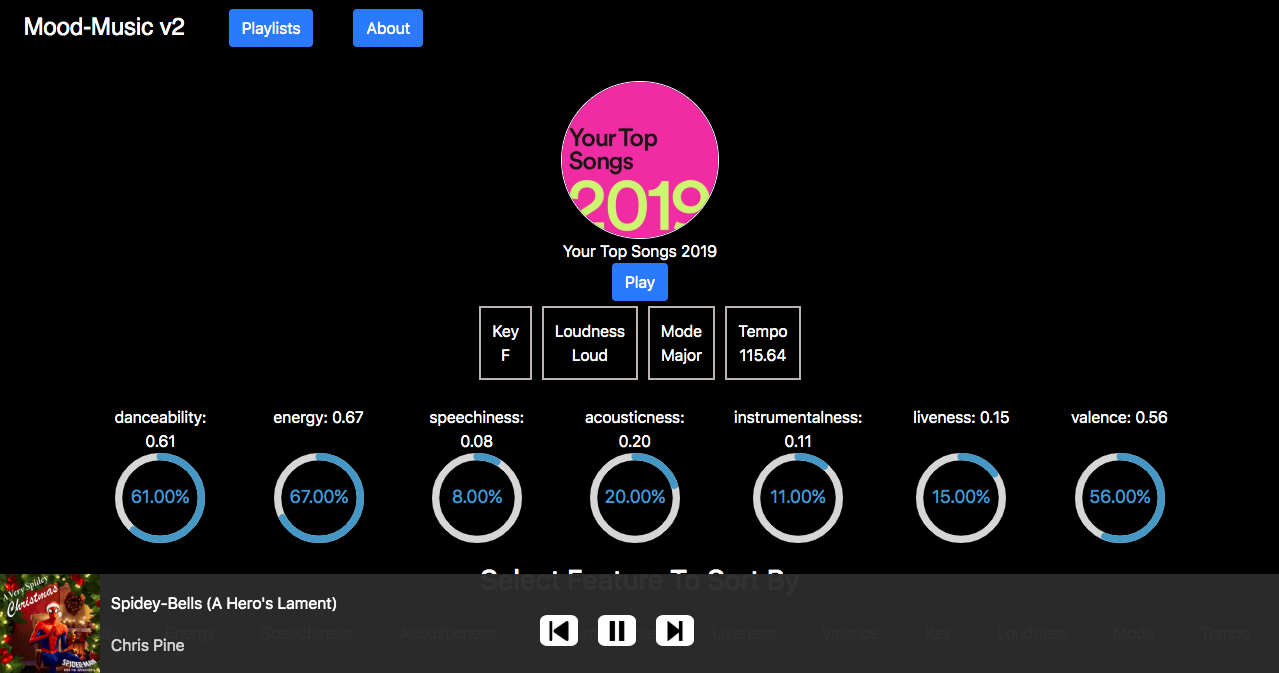 Mood-Music v2
Playlists
About
Your Top
Songs
2019
Your Top Songs 2019
Play
Key
F
Loudness
Loud
Mode
Major
Tempo
115.64
danceability:
0.61
energy: 0.67
speechiness:
0.08
acousticness:
0.20
instrumentalness:
0.11
liveness: 0.15
valence: 0.56
61.00%
67.00%
8.00%
20.00%
11.00%
15.00%
56.00%
Select Feature To Sort By
A Very Spidey
Christmas
SPIDER-MAN
Spidey-Bells (A Hero's Lament)
Chris Pine
Energy
Speechiness
Acousticness
Liveness
Valence
Key
Loudness
Mode
Tempo